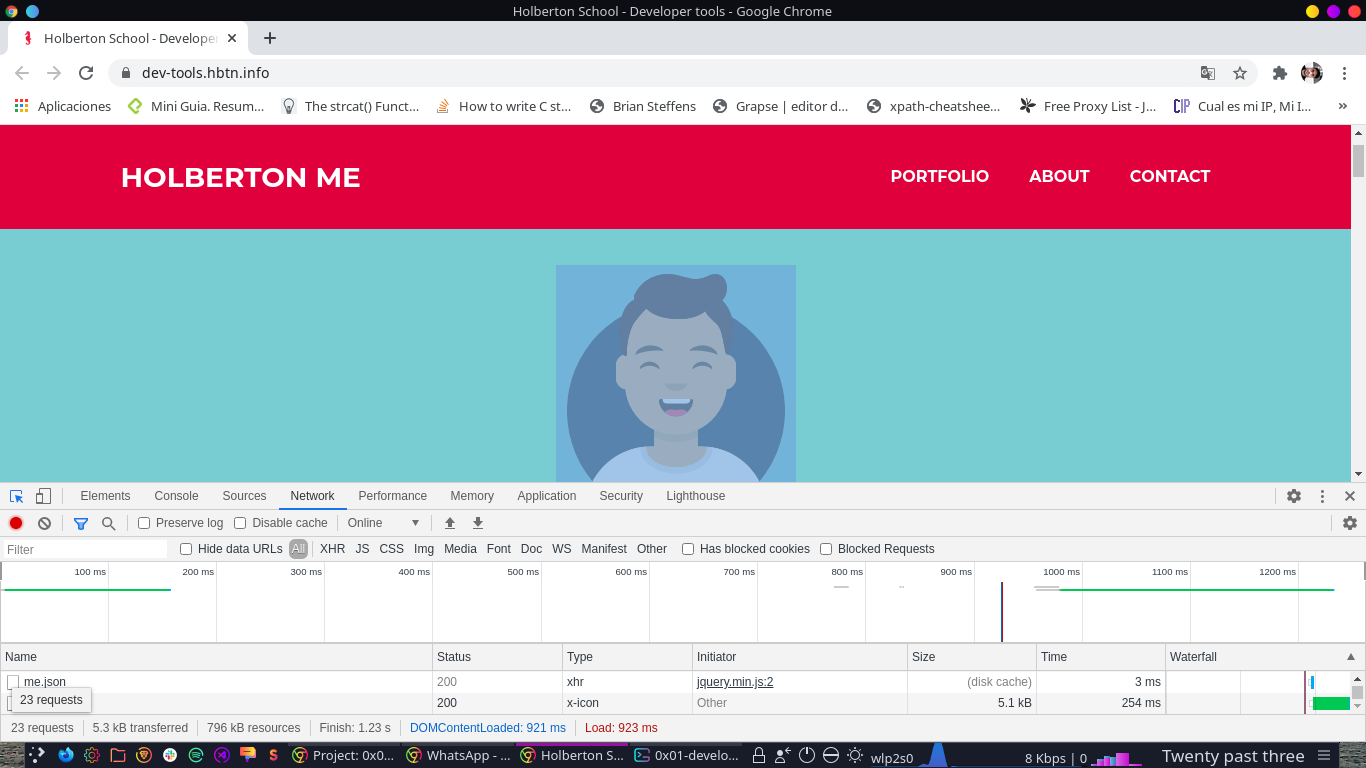 Holberton School - Developer tools - Google Chrome
Holberton School - Develope
dev-tools.hbtn.info
Aplicaciones Mini Guia. Resum... The strcat() Funct... How to write C st... Brian Steffens Grapse | editor d... xpath-cheatshee... Free Proxy List - J... CIP Cual es mi IP, Mi I... »
HOLBERTON ME PORTFOLIO ABOUT CONTACT
Elements Console Sources Network Performance Memory Application Security Lighthouse
Preserve log Disable cache Online
Filter Hide data URLs All XHR JS CSS Img Media Font Doc WS Manifest Other Has blocked cookies Blocked Requests
100 ms 200 ms 300 ms 400 ms 500 ms 600 ms 700 ms 800 ms 900 ms 1000 ms 1100 ms 1200 ms
Name Status Type Initiator Size Time Waterfall
me.json 200 xhr jquery.min.js:2 (disk cache) 3 ms
23 requests 200 x-icon Other 5.1 kB 254 ms
23 requests 5.3 kB transferred 796 kB resources Finish: 1.23 s DOMContentLoaded: 921 ms Load: 923 ms
Project: 0x0... WhatsApp - ... Holberton S... 0x01-develo... wlp2s0 8 Kbps | 0 Twenty past three